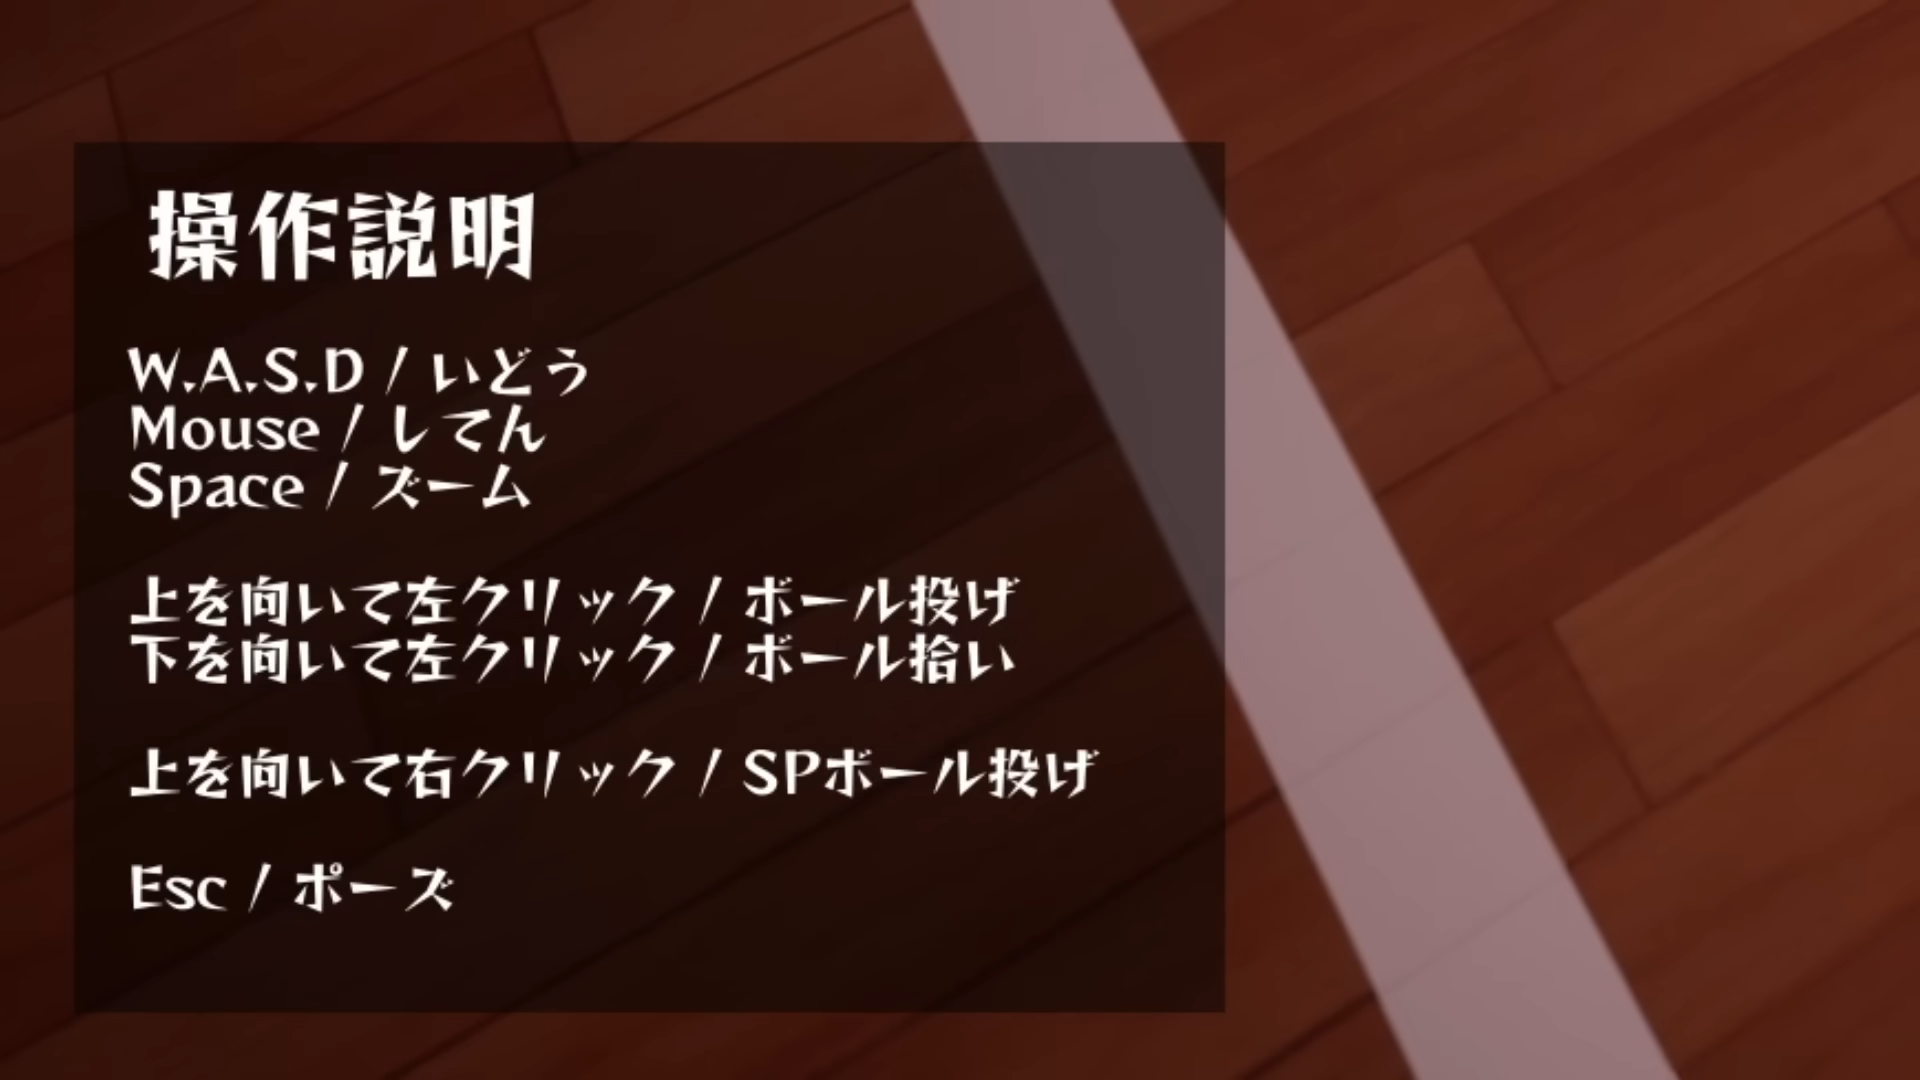 操作説明
W.A.S.D / いどう
Mouse / してん
Space / ズーム
上を向いて左クリック / ボール投げ
下を向いて左クリック / ボール拾い
上を向いて右クリック / SPボール投げ
Esc / ポーズ